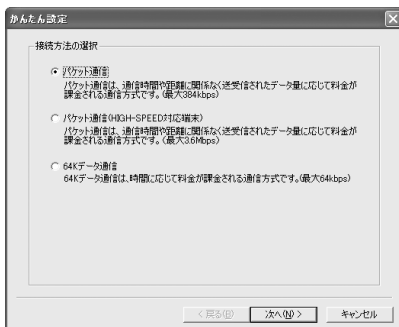 かんたん設定
接続方法の選択
パケット通信
パケット通信は、通信時間や距離に関係なく送受信されたデータ量に応じて料金が
課金される通信方式です。(最大384kbps)
パケット通信(HIGH-SPEED対応端末)
パケット通信は、通信時間や距離に関係なく送受信されたデータ量に応じて料金が
課金される通信方式です。(最大3.6Mbps)
64Kデータ通信
64Kデータ通信は、時間に応じて料金が課金される通信方式です。(最大64kbps)
< 戻る(B)
次へ(N) >
キャンセル